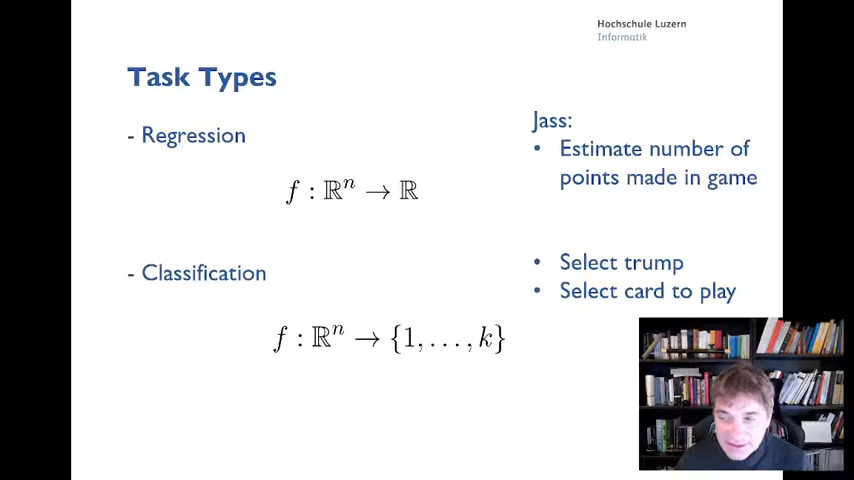 Hochschule Luzern
Informatik
Task Types
- Regression
f : ℝⁿ → ℝ
- Classification
f : ℝⁿ → {1, . . . , k}
Jass:
• Estimate number of
points made in game
• Select trump
• Select card to play